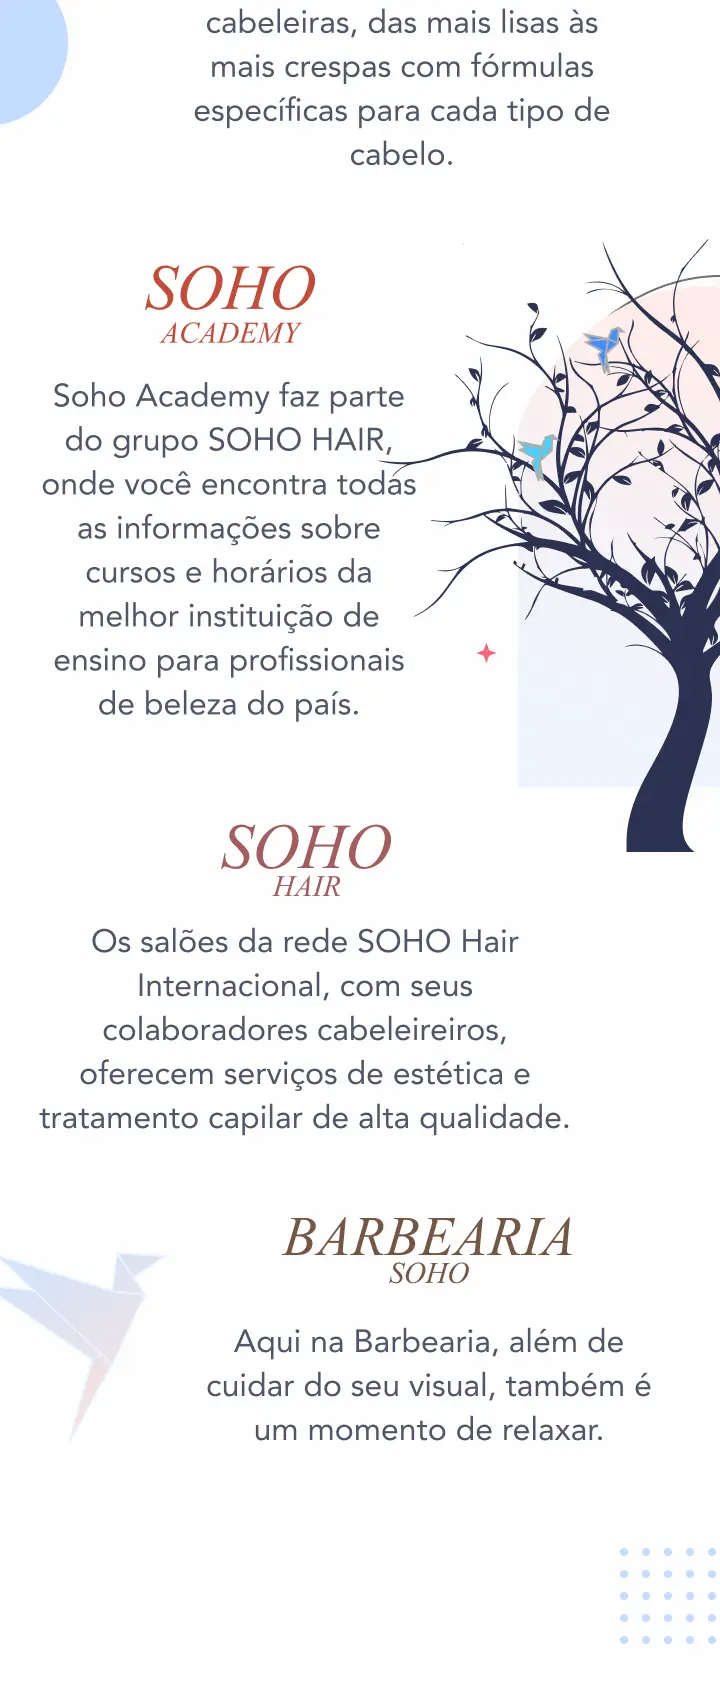 cabeleiras, das mais lisas às
mais crespas com fórmulas
específicas para cada tipo de
cabelo.
SOHO
ACADEMY
Soho Academy faz parte
do grupo SOHO HAIR,
onde você encontra todas
as informações sobre
cursos e horários da
melhor instituição de
ensino para profissionais
de beleza do país.
SOHO
HAIR
Os salões da rede SOHO Hair
Internacional, com seus
colaboradores cabeleireiros,
oferecem serviços de estética e
tratamento capilar de alta qualidade.
BARBEARIA
SOHO
Aqui na Barbearia, além de
cuidar do seu visual, também é
um momento de relaxar.